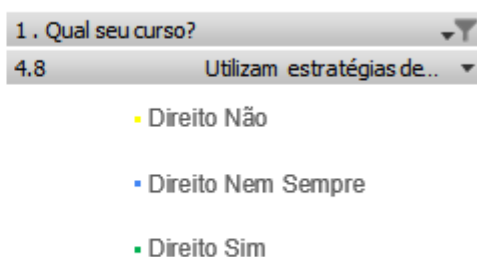 1 . Qual seu curso?
4.8 Utilizam estratégias de...
Direito Não
Direito Nem Sempre
Direito Sim